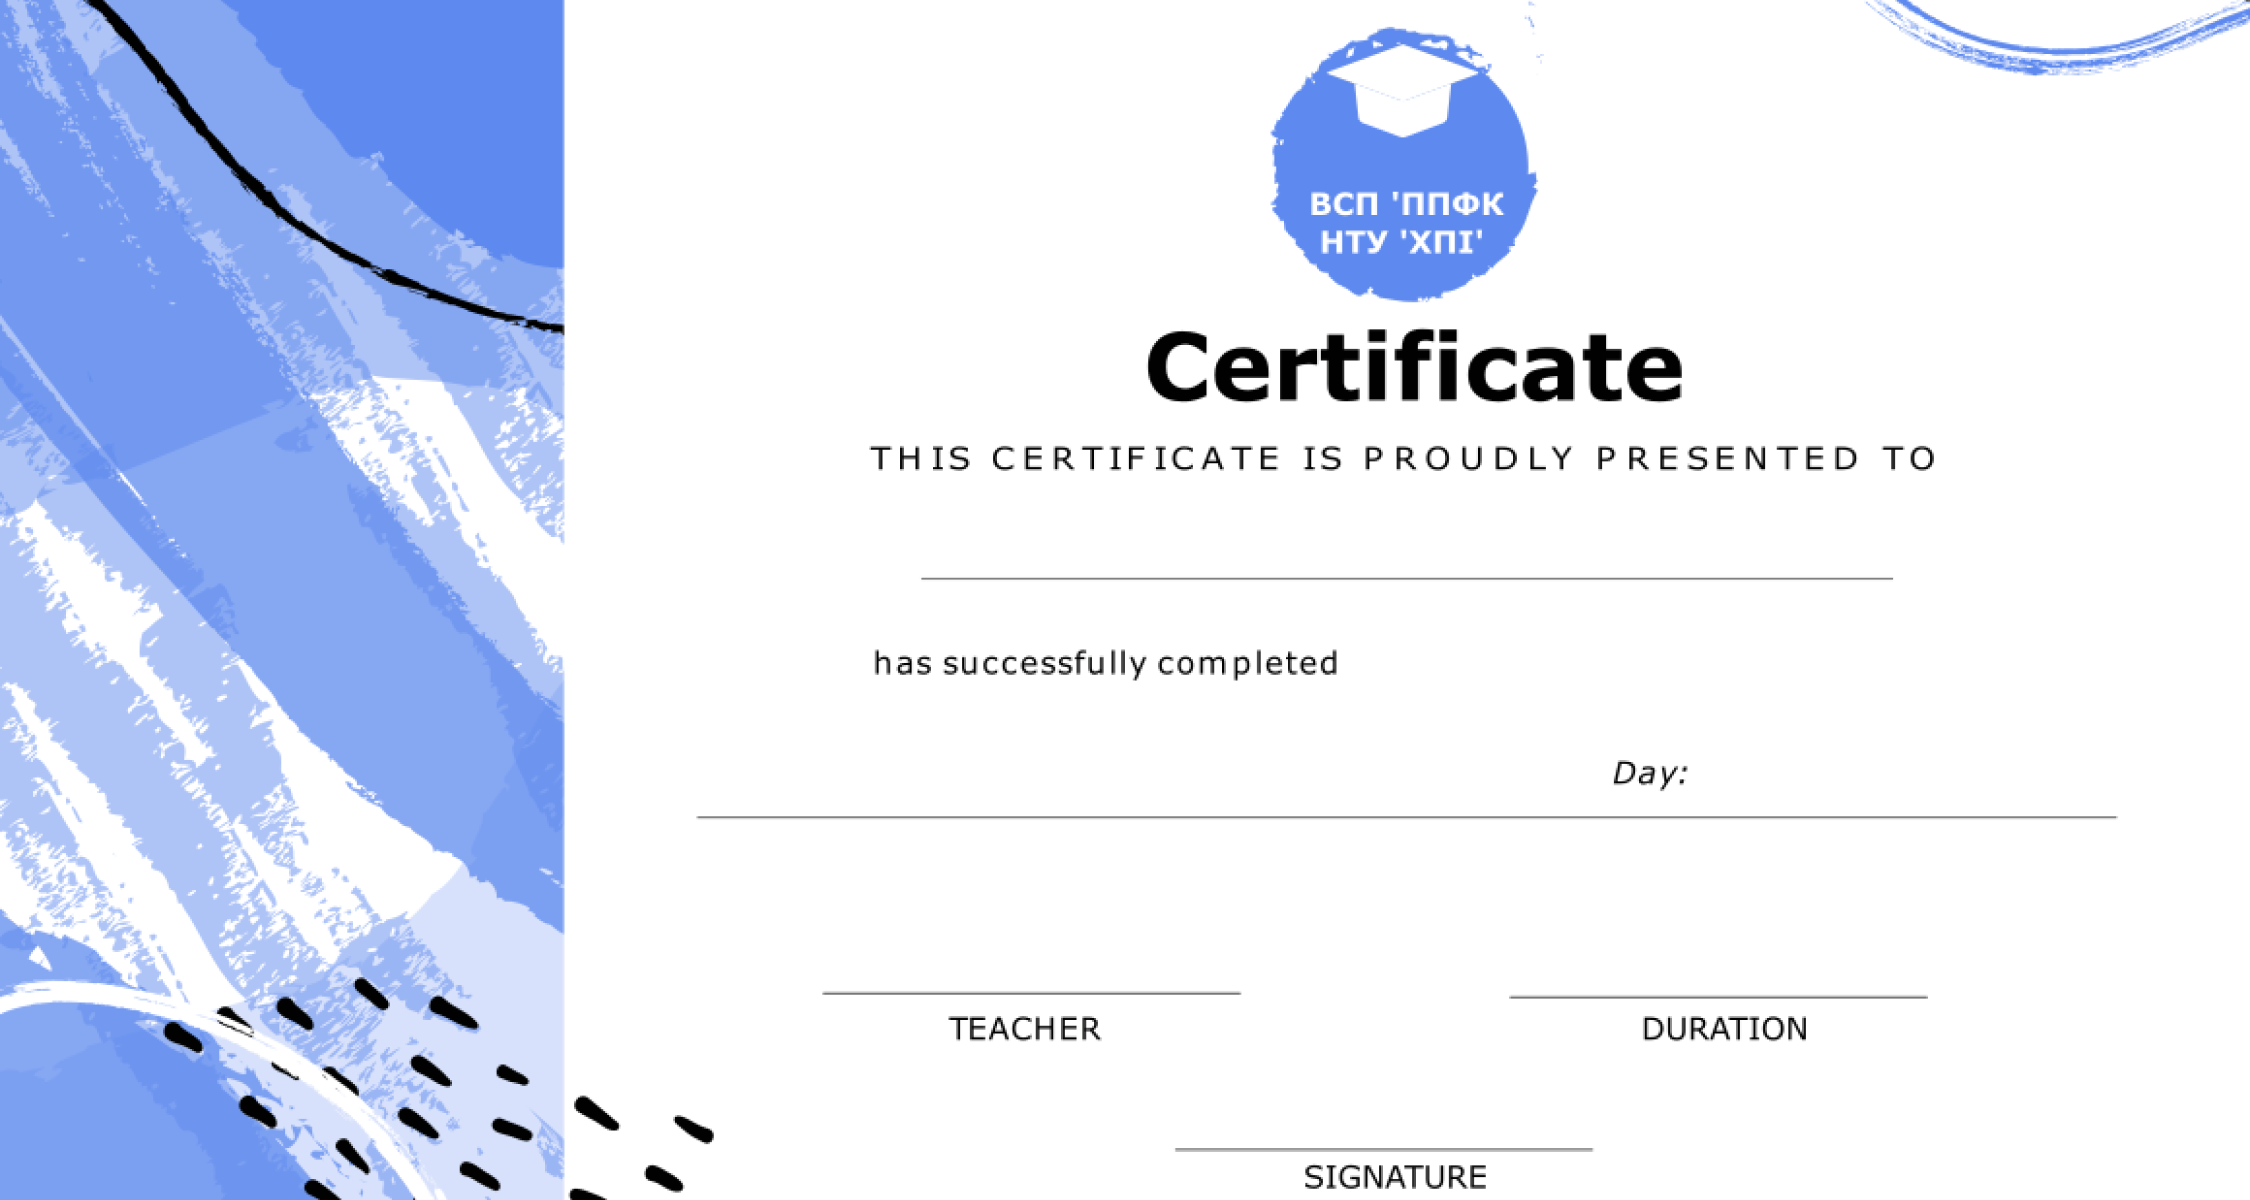 ВСП 'ППФК
НТУ 'ХПІ'
Certificate
THIS CERTIFICATE IS PROUDLY PRESENTED TO
has successfully completed
Day:
TEACHER
DURATION
SIGNATURE